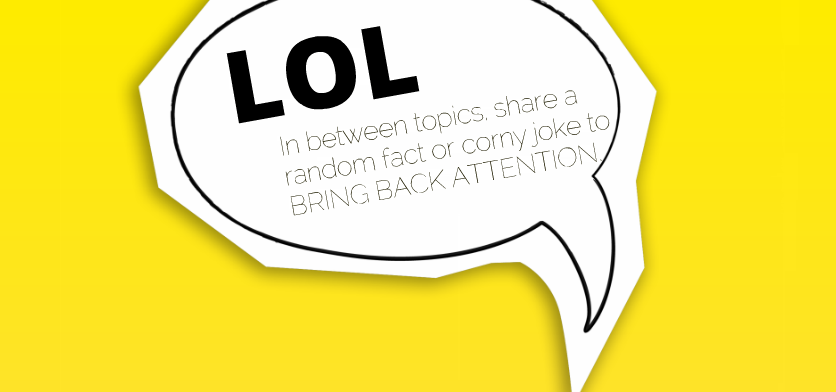 LOL
In between topics, share a
random fact or corny joke to
BRING BACK ATTENTION.